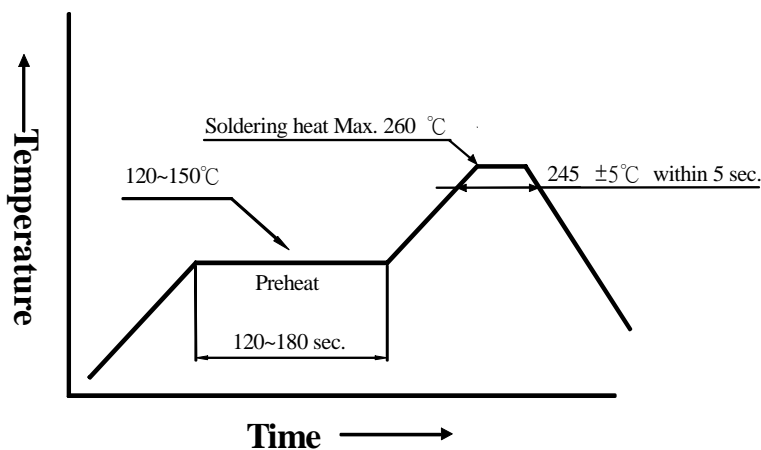 Temperature
Soldering heat Max. 260 ℃
120~150℃
245 ±5℃ within 5 sec.
Preheat
120~180 sec.
Time